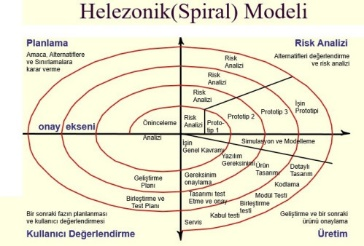 Helezonik(Spiral) Modeli
Planlama
Amaca, Alternatiflere
ve Sınırlamalara
karar verme
Risk Analizi
Alternatifleri değerlendirme
ve risk analizi
Risk
Analizi
Risk
Analizi
Risk
Analizi
Risk
Analizi
Proto-
tip 1
Prototip 2
Prototip 3
İşin
Prototipi
Öninceleme
Analizi
onay ekseni
Simulasyon ve Modelleme
İşin
Genel Kavramı
Yazılım
Gereksinim
Ürün
Tasarım
Detaylı
Tasarım
Geliştirme
Planı
Gereksinim
onaylama
Kodlama
Birleştirme ve
Test Planı
Tasarımı test
Etme ve onay
Modül Testi
Birleştirme
testi
Kabul testi
Servis
Bir sonraki fazın planlanması
ve kullanici değerlendirmesi
Kullanıcı Değerlendirme
Geliştirme ve bir sonraki
ürünü onaylama
Üretim